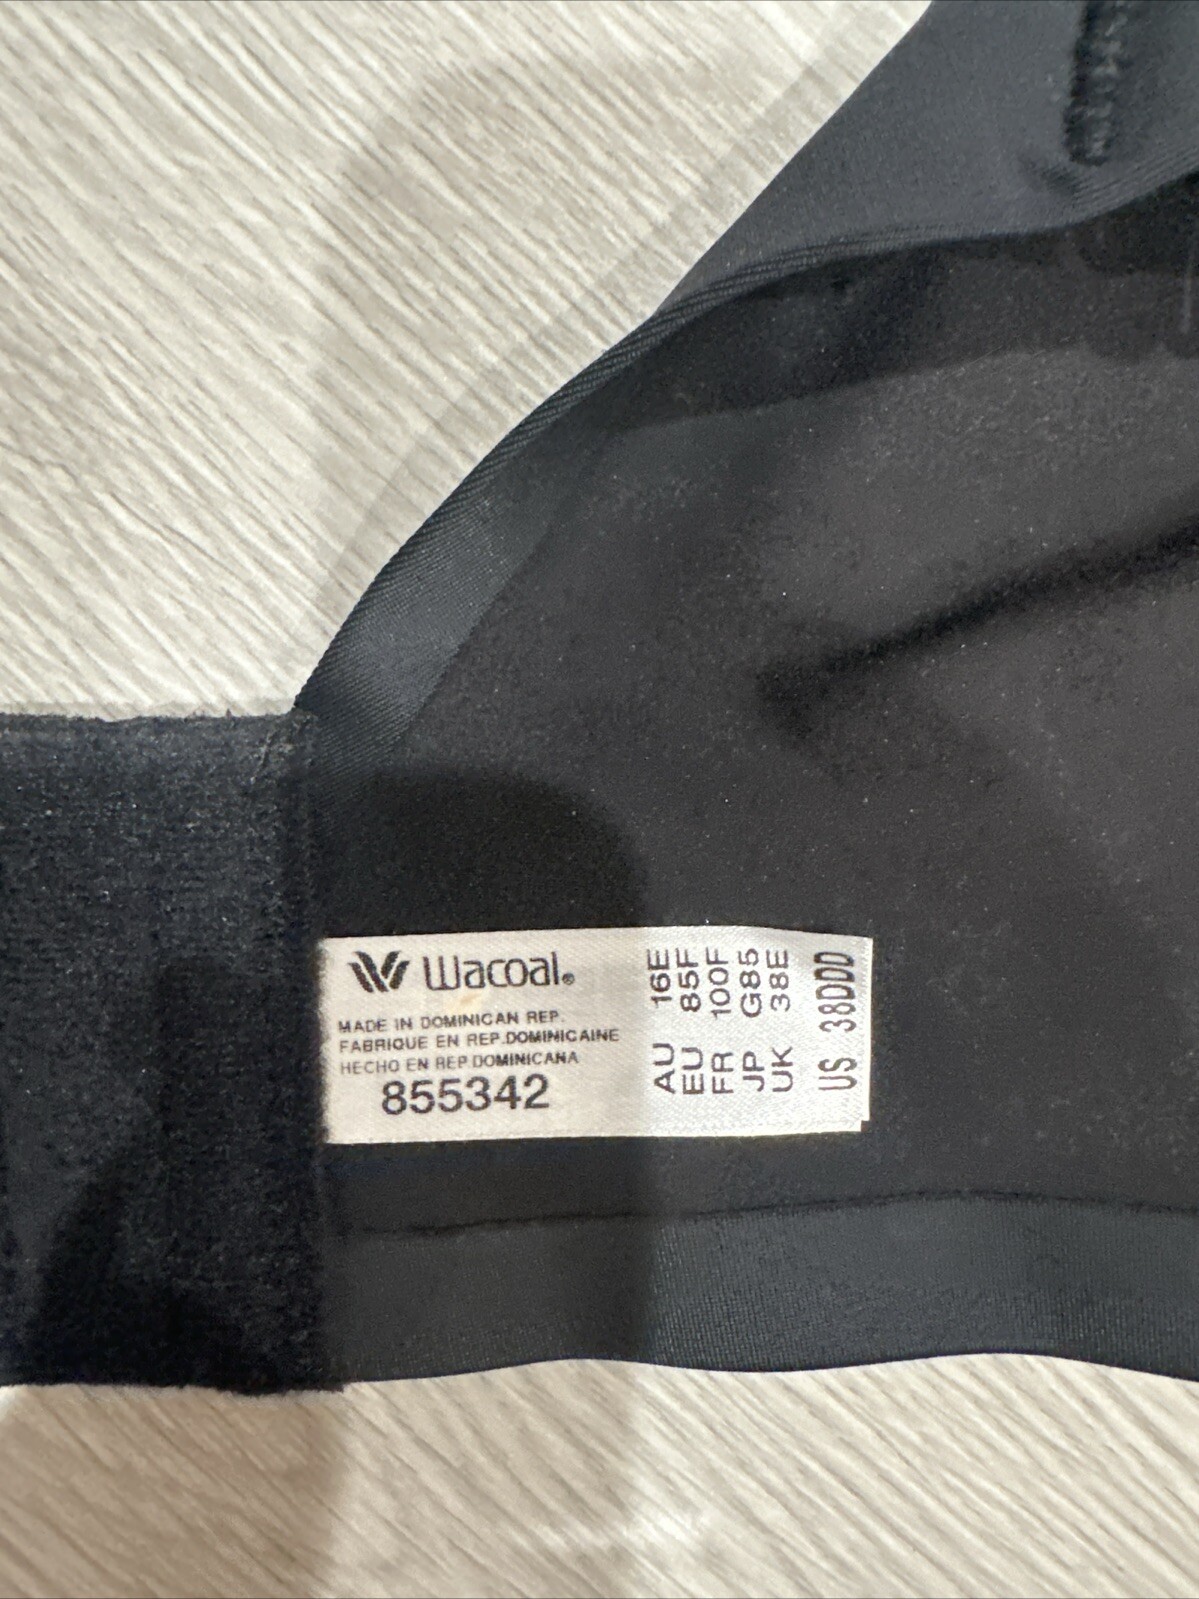 Wacoal®
MADE IN DOMINICAN REP.
FABRIQUE EN REP.DOMINICAINE
HECHO EN REP.DOMINICANA
855342
AU 16E
EU 85F
FR 100F
JP G85
UK 38E
US 38DDD